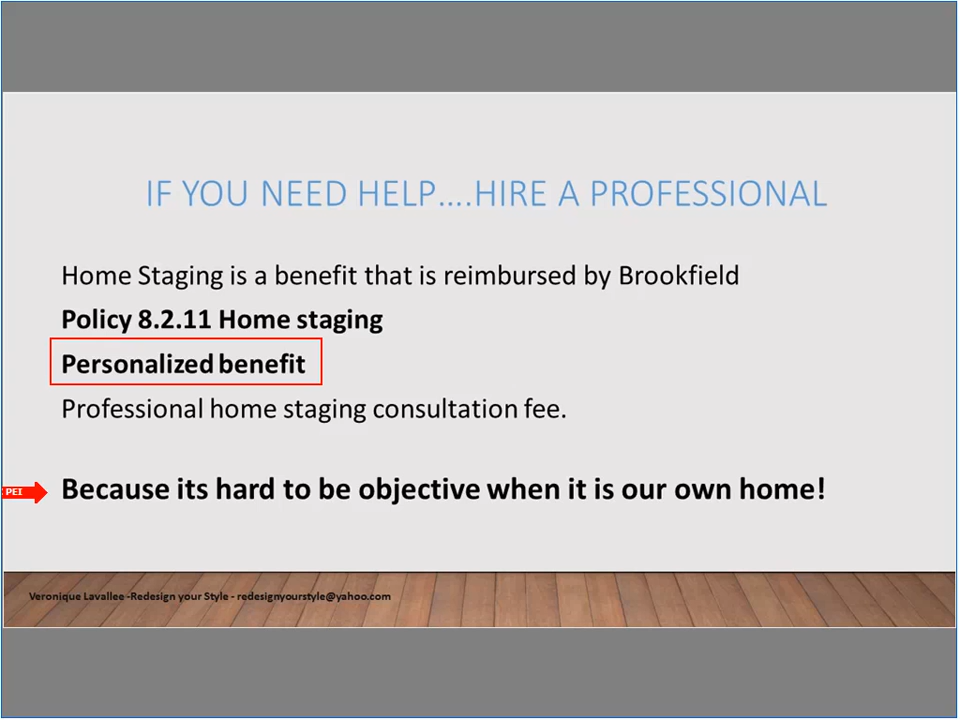 IF YOU NEED HELP....HIRE A PROFESSIONAL
Home Staging is a benefit that is reimbursed by Brookfield
Policy 8.2.11 Home staging
Personalized benefit
Professional home staging consultation fee.
PEI
Because its hard to be objective when it is our own home!
Veronique Lavallee -Redesign your Style - redesignyourstyle@yahoo.com